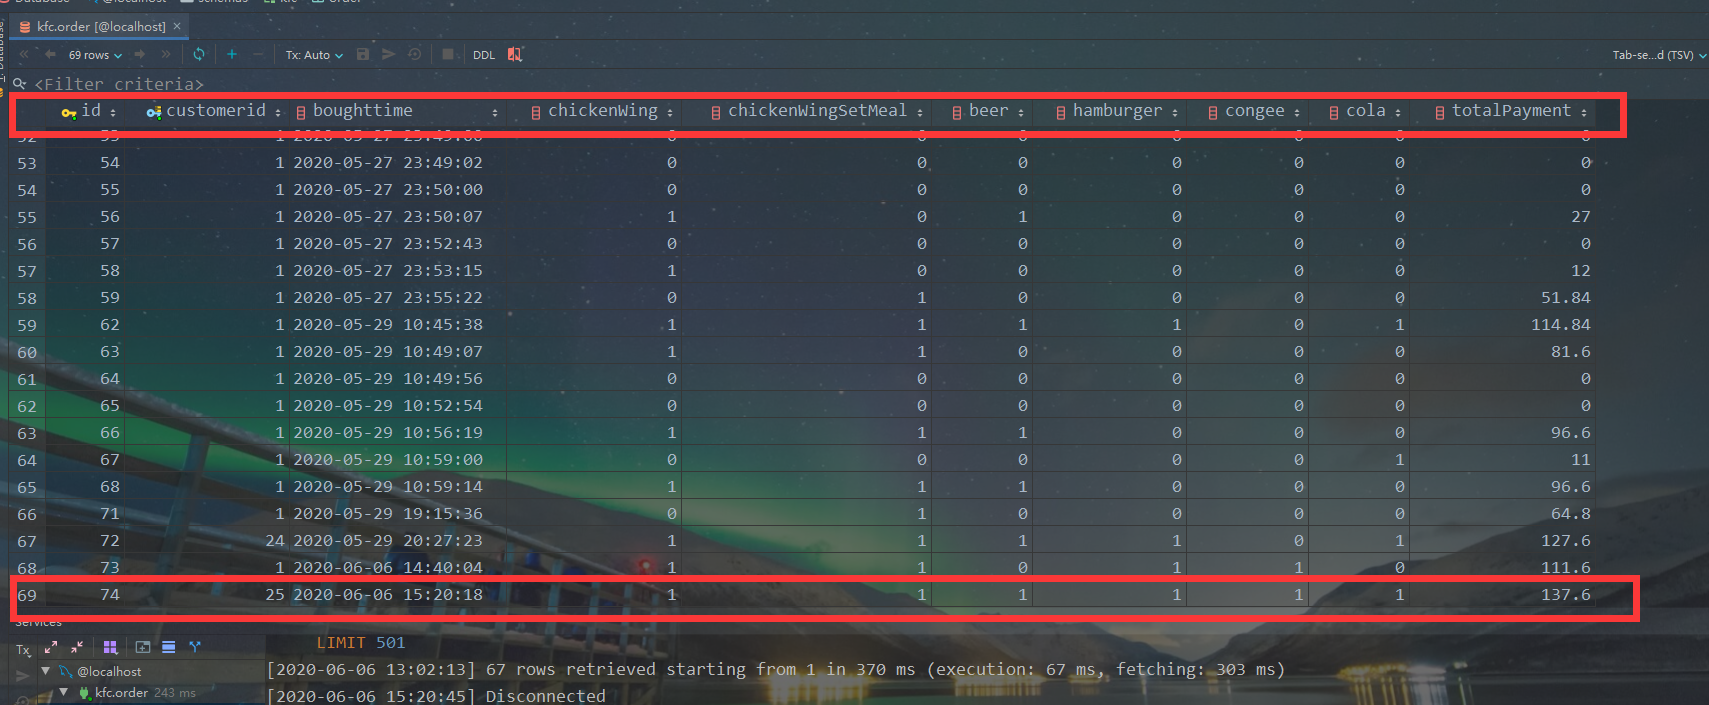 kfc.order [@localhost]
69 rows Tx: Auto DDL Tab-se...d (TSV)
<Filter criteria>
id customerid boughttime chickenWing chickenWingSetMeal beer hamburger congee cola totalPayment
53 54 1 2020-05-27 23:49:02 0 0 0 0 0 0 0
54 55 1 2020-05-27 23:50:00 0 0 0 0 0 0 0
55 56 1 2020-05-27 23:50:07 1 0 1 0 0 0 27
56 57 1 2020-05-27 23:52:43 0 0 0 0 0 0 0
57 58 1 2020-05-27 23:53:15 1 0 0 0 0 0 12
58 59 1 2020-05-27 23:55:22 0 1 0 0 0 0 51.84
59 62 1 2020-05-29 10:45:38 1 1 1 1 0 1 114.84
60 63 1 2020-05-29 10:49:07 1 1 0 0 0 0 81.6
61 64 1 2020-05-29 10:49:56 0 0 0 0 0 0 0
62 65 1 2020-05-29 10:52:54 0 0 0 0 0 0 0
63 66 1 2020-05-29 10:56:19 1 1 1 0 0 0 96.6
64 67 1 2020-05-29 10:59:00 0 0 0 0 0 1 11
65 68 1 2020-05-29 10:59:14 1 1 1 0 0 0 96.6
66 71 1 2020-05-29 19:15:36 0 1 0 0 0 0 64.8
67 72 24 2020-05-29 20:27:23 1 1 1 1 0 1 127.6
68 73 1 2020-06-06 14:40:04 1 1 0 1 1 0 111.6
69 74 25 2020-06-06 15:20:18 1 1 1 1 1 1 137.6
Services
Tx
LIMIT 501
@localhost [2020-06-06 13:02:13] 67 rows retrieved starting from 1 in 370 ms (execution: 67 ms, fetching: 303 ms)
kfc.order 243 ms [2020-06-06 15:20:45] Disconnected